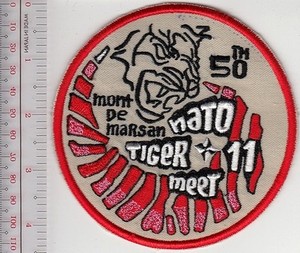 50TH
mont
De
marsan
nATO
TIGER 11
meeT